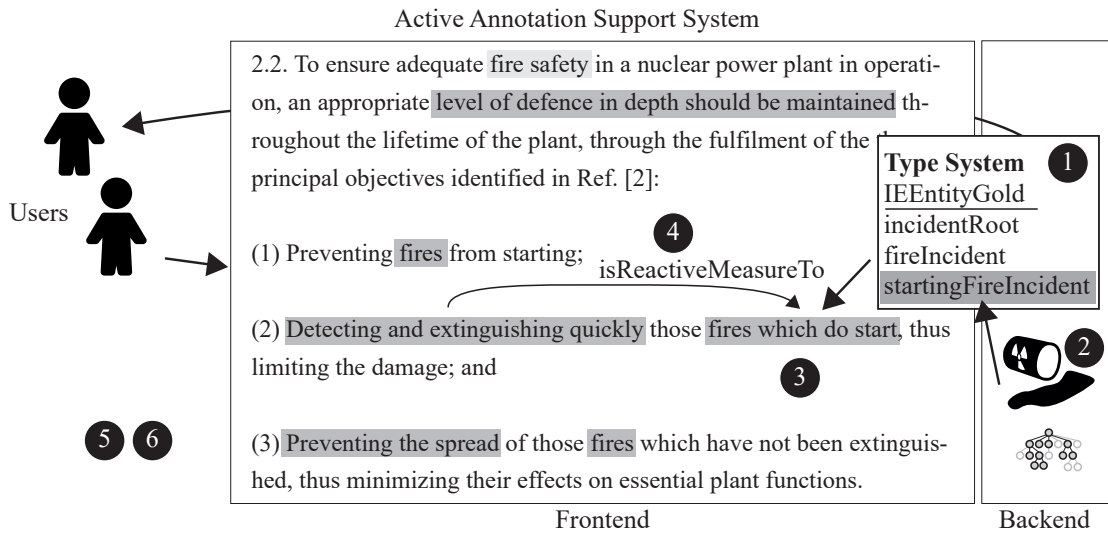 Active Annotation Support System
2.2. To ensure adequate fire safety in a nuclear power plant in operati-
on, an appropriate level of defence in depth should be maintained th-
roughout the lifetime of the plant, through the fulfilment of the
principal objectives identified in Ref. [2]:
Type System
1
IEEntityGold
incidentRoot
fireIncident
startingFireIncident
Users
4
(1) Preventing fires from starting;
isReactiveMeasureTo
(2) Detecting and extinguishing quickly those fires which do start, thus
limiting the damage; and
3
2
5 6
(3) Preventing the spread of those fires which have not been extinguis-
hed, thus minimizing their effects on essential plant functions.
Frontend
Backend